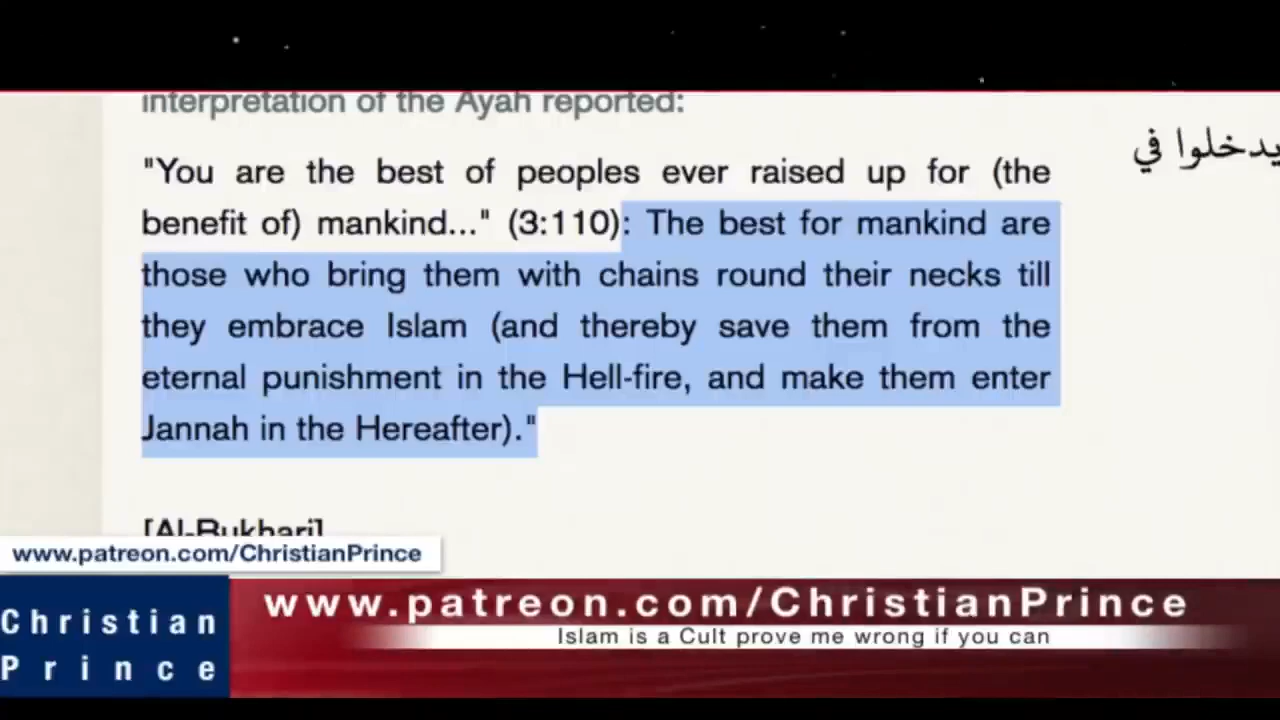 interpretation of the Ayah reported:
"You are the best of peoples ever raised up for (the
benefit of) mankind..." (3:110): The best for mankind are
those who bring them with chains round their necks till
they embrace Islam (and thereby save them from the
eternal punishment in the Hell-fire, and make them enter
Jannah in the Hereafter)."
[Al-Bukhari]
يدخلوا في
www.patreon.com/ChristianPrince
Christian
Prince
www.patreon.com/ChristianPrince
Islam is a Cult prove me wrong if you can